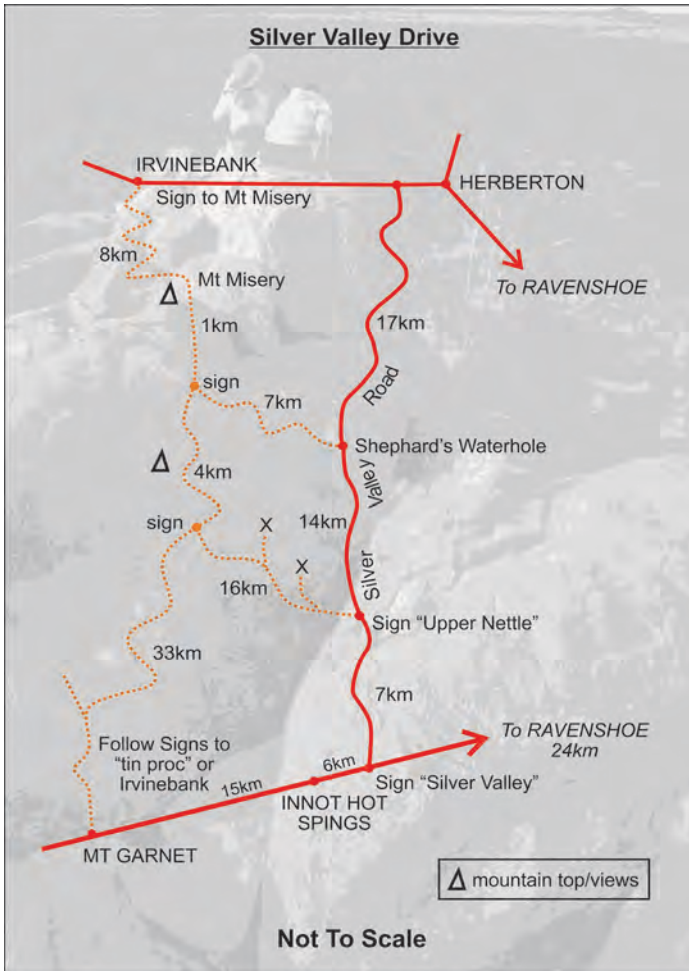 Silver Valley Drive
IRVINEBANK
HERBERTON
Sign to Mt Misery
8km
Mt Misery
To RAVENSHOE
1km
17km
sign
7km
Road
Shephard's Waterhole
4km
Valley
sign
X
14km
X
16km
Silver
Sign "Upper Nettle"
33km
7km
Follow Signs to
"tin proc" or
Irvinebank
To RAVENSHOE
24km
6km
15km
Sign "Silver Valley"
INNOT HOT
SPINGS
MT GARNET
mountain top/views
Not To Scale